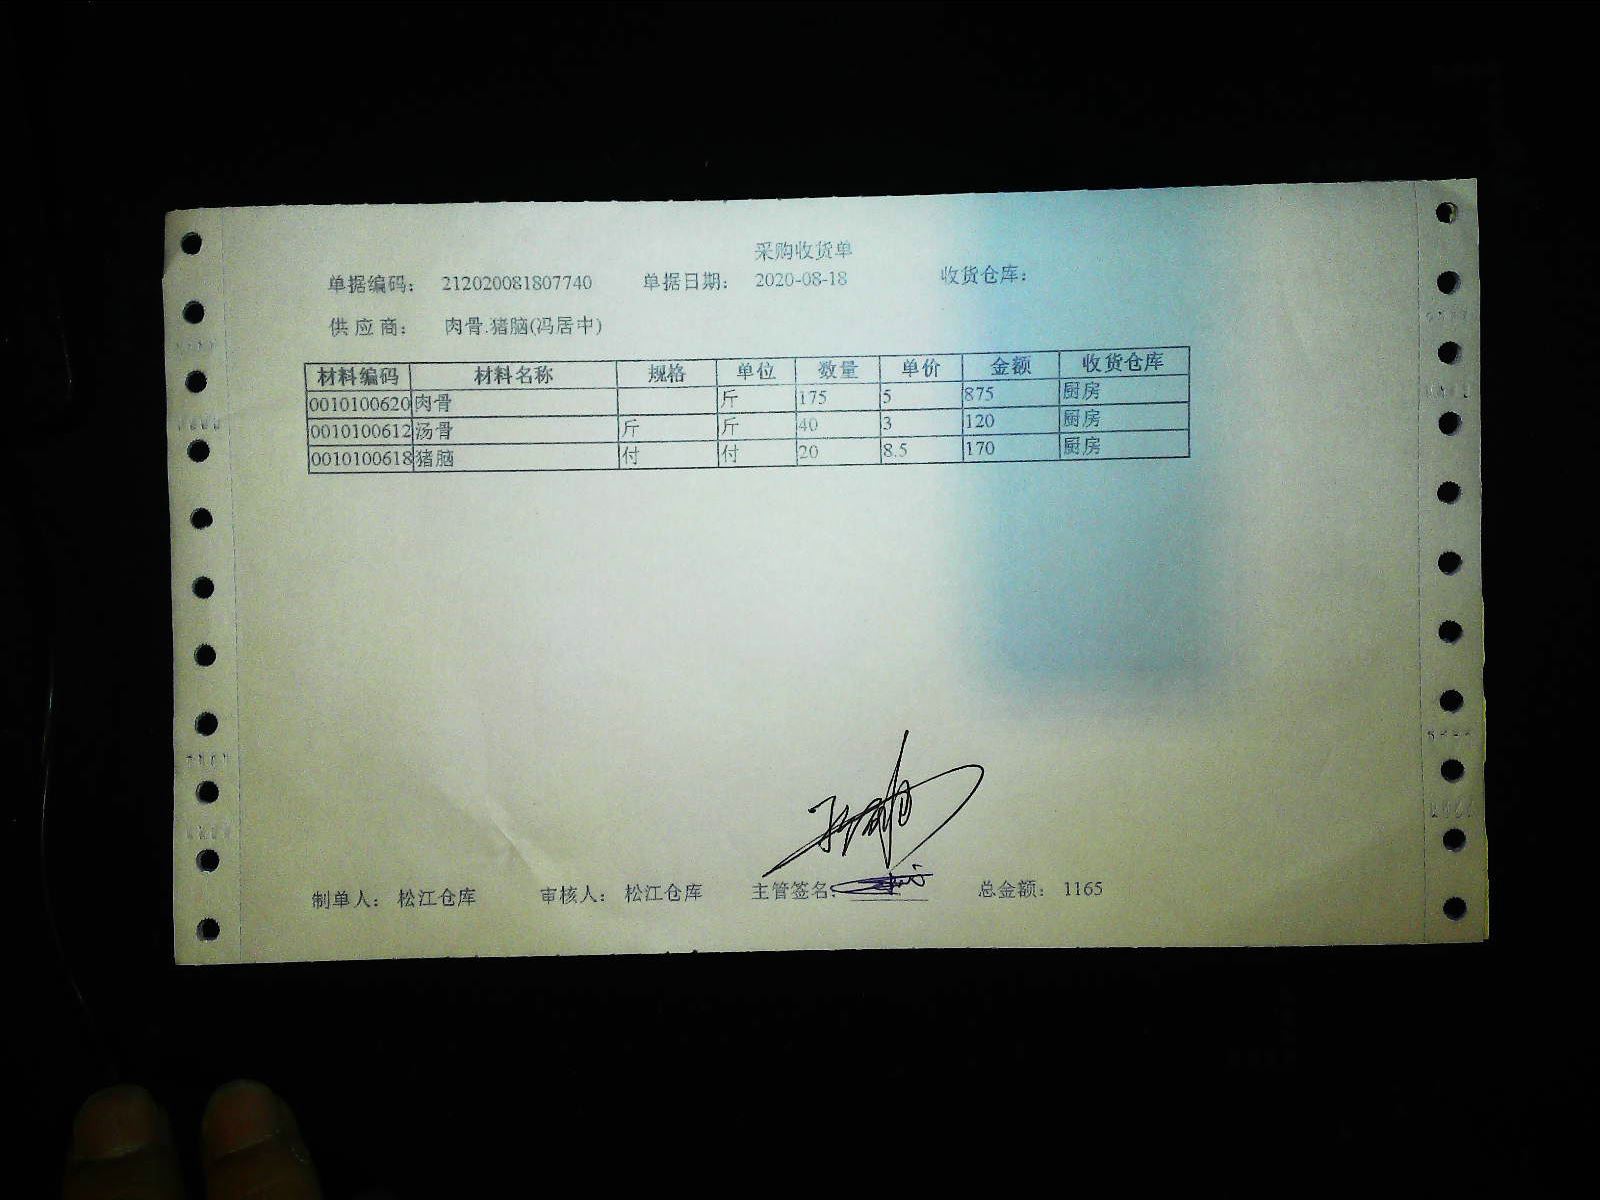 采购收货单
单据编码: 212020081807740 单据日期: 2020-08-18 收货仓库:
供应商: 肉骨.猪脑(冯居中)
材料编码 材料名称 规格 单位 数量 单价 金额 收货仓库
0010100620 肉骨 斤 175 5 875 厨房
0010100612 汤骨 斤 斤 40 3 120 厨房
0010100618 猪脑 付 付 20 8.5 170 厨房
制单人: 松江仓库 审核人: 松江仓库 主管签名: 总金额: 1165